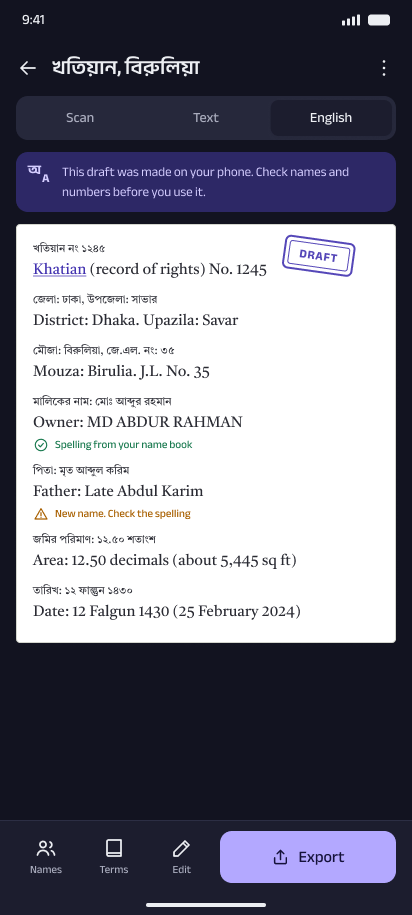 9:41
খতিয়ান, বিরুলিয়া
Scan
Text
English
This draft was made on your phone. Check names and
numbers before you use it.
খতিয়ান নং ১২৪৫
DRAFT
Khatian (record of rights) No. 1245
জেলা: ঢাকা, উপজেলা: সাভার
District: Dhaka. Upazila: Savar
মৌজা: বিরুলিয়া, জে.এল. নং: ৩৫
Mouza: Birulia. J.L. No. 35
মালিকের নাম: মোঃ আব্দুর রহমান
Owner: MD ABDUR RAHMAN
Spelling from your name book
পিতা: মৃত আব্দুল করিম
Father: Late Abdul Karim
New name. Check the spelling
জমির পরিমাণ: ১২.৫০ শতাংশ
Area: 12.50 decimals (about 5,445 sq ft)
তারিখ: ১২ ফাল্গুন ১৪৩০
Date: 12 Falgun 1430 (25 February 2024)
Names
Terms
Edit
Export